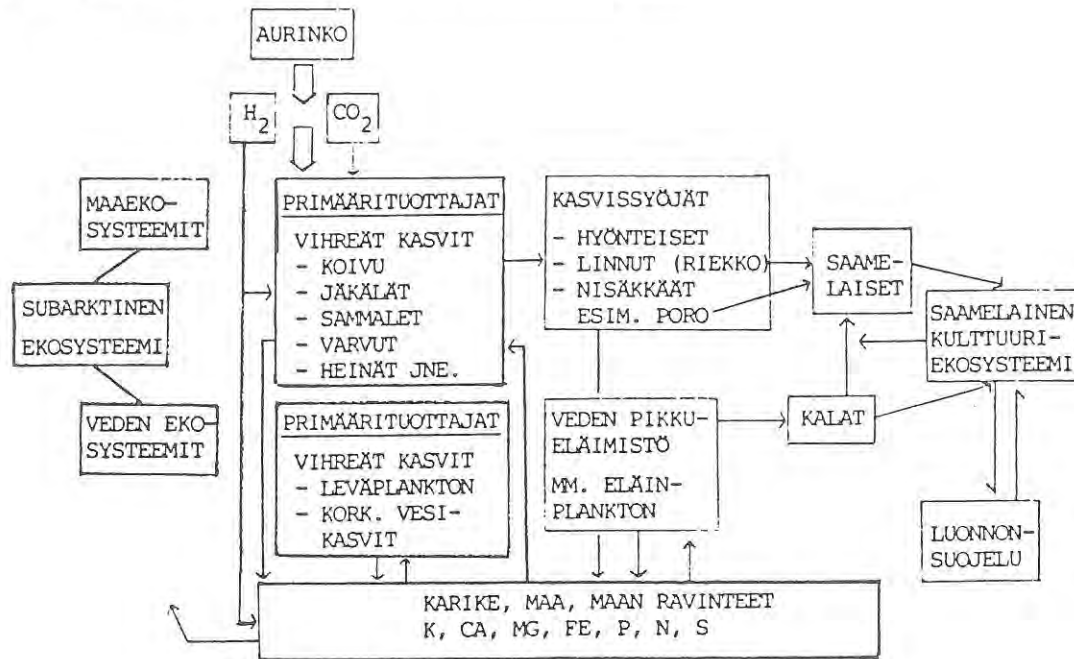 AURINKO
H2
CO2
MAAEKO-
SYSTEEMIT
SUBARKTINEN
EKOSYSTEEMI
VEDEN EKO-
SYSTEEMIT
PRIMÄÄRITUOTTAJAT
VIHREÄT KASVIT
- KOIVU
- JÄKÄLÄT
- SAMMALET
- VARVUT
- HEINÄT JNE.
PRIMÄÄRITUOTTAJAT
VIHREÄT KASVIT
- LEVÄPLANKTON
- KORK. VESI-
KASVIT
KASVISSYÖJÄT
- HYÖNTEISET
- LINNUT (RIEKKO)
- NISÄKKÄÄT
ESIM. PORO
VEDEN PIKKU-
ELÄIMISTÖ
MM. ELÄIN-
PLANKTON
SAAME-
LAISET
KALAT
SAAMELAINEN
KULTTUURI-
EKOSYSTEEMI
LUONNON-
SUOJELU
KARIKE, MAA, MAAN RAVINTEET
K, CA, MG, FE, P, N, S